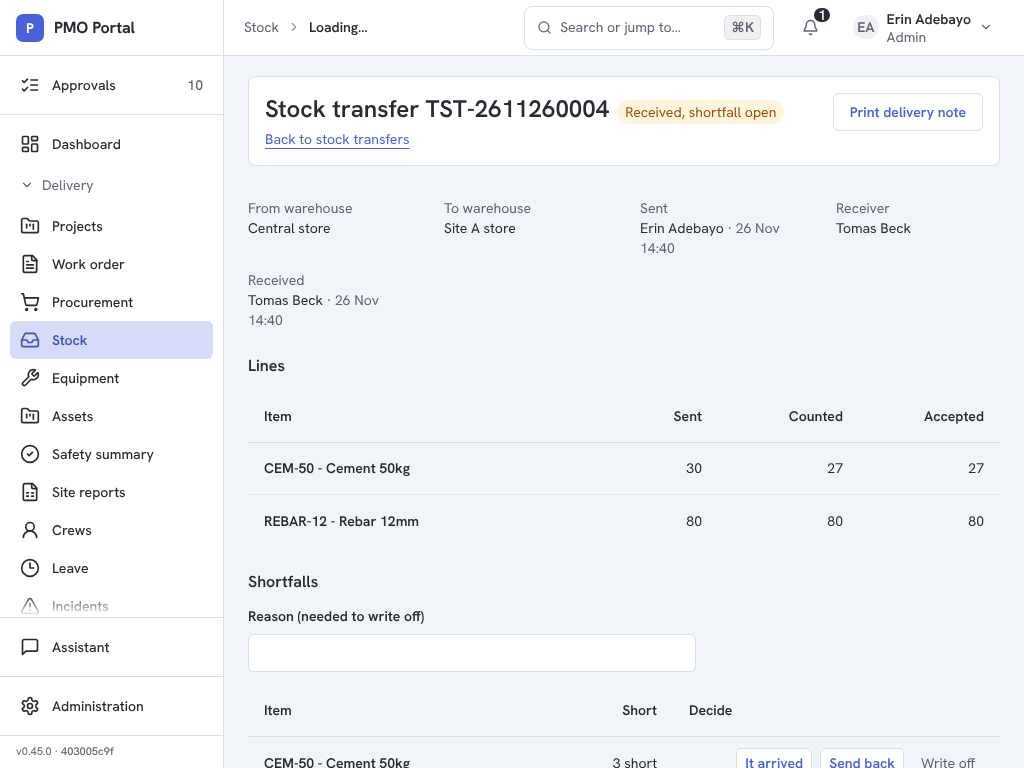 P PMO Portal
Stock > Loading...
Search or jump to... ⌘K
1
EA Erin Adebayo
Admin
Approvals 10
Dashboard
Delivery
Projects
Work order
Procurement
Stock
Equipment
Assets
Safety summary
Site reports
Crews
Leave
Incidents
Assistant
Administration
v0.45.0 · 403005c9f
Stock transfer TST-2611260004 Received, shortfall open
Print delivery note
Back to stock transfers
From warehouse
Central store
To warehouse
Site A store
Sent
Erin Adebayo · 26 Nov
14:40
Receiver
Tomas Beck
Received
Tomas Beck · 26 Nov
14:40
Lines
Item Sent Counted Accepted
CEM-50 - Cement 50kg 30 27 27
REBAR-12 - Rebar 12mm 80 80 80
Shortfalls
Reason (needed to write off)
Item Short Decide
CEM-50 - Cement 50kg 3 short It arrived Send back Write off